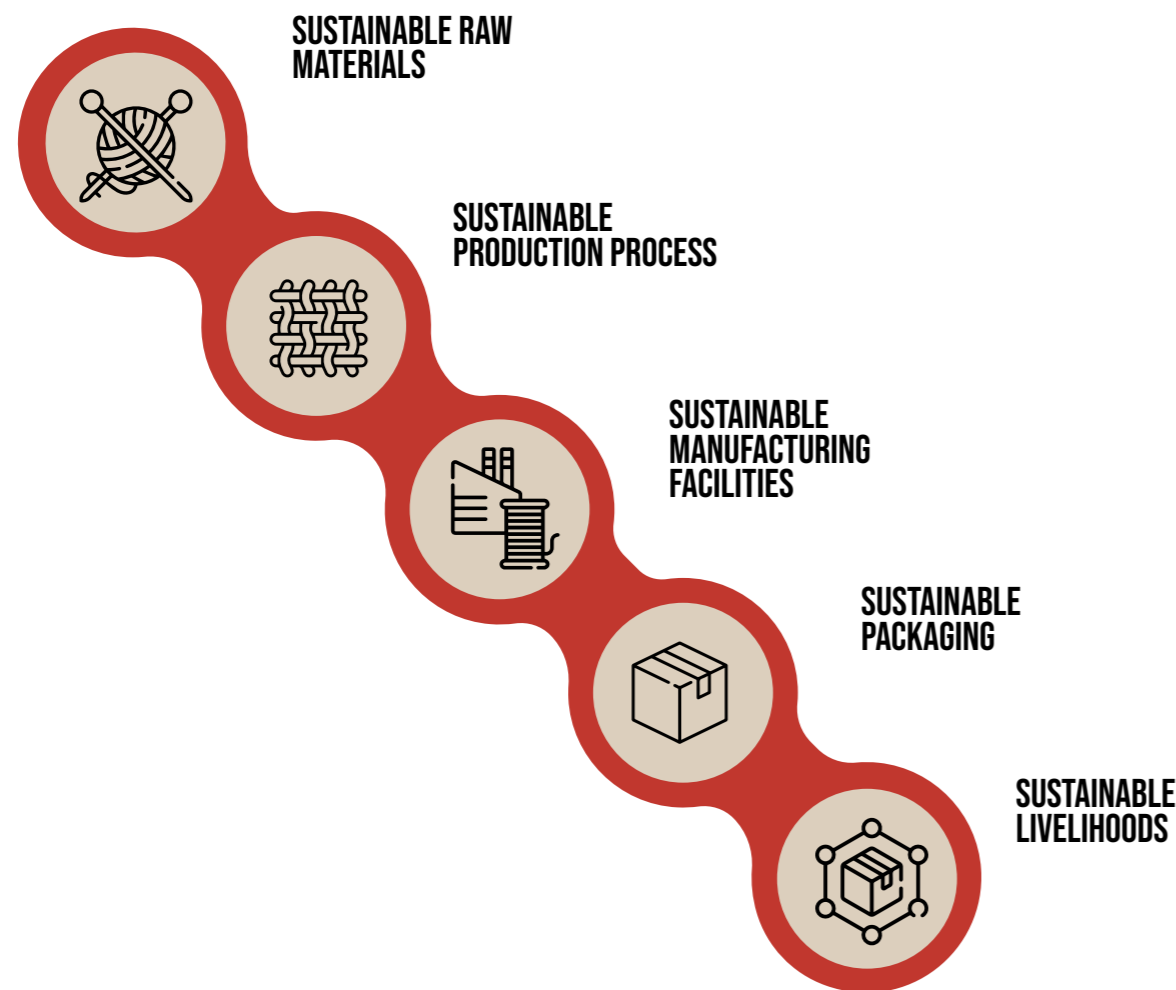 SUSTAINABLE RAW
MATERIALS
SUSTAINABLE
PRODUCTION PROCESS
SUSTAINABLE
MANUFACTURING
FACILITIES
SUSTAINABLE
PACKAGING
SUSTAINABLE
LIVELIHOODS